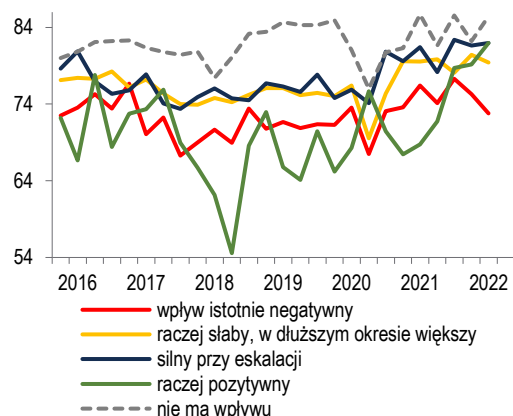 84
74
64
54
2016 2017 2018 2019 2020 2021 2022
wpływ istotnie negatywny
raczej słaby, w dłuższym okresie większy
silny przy eskalacji
raczej pozytywny
nie ma wpływu